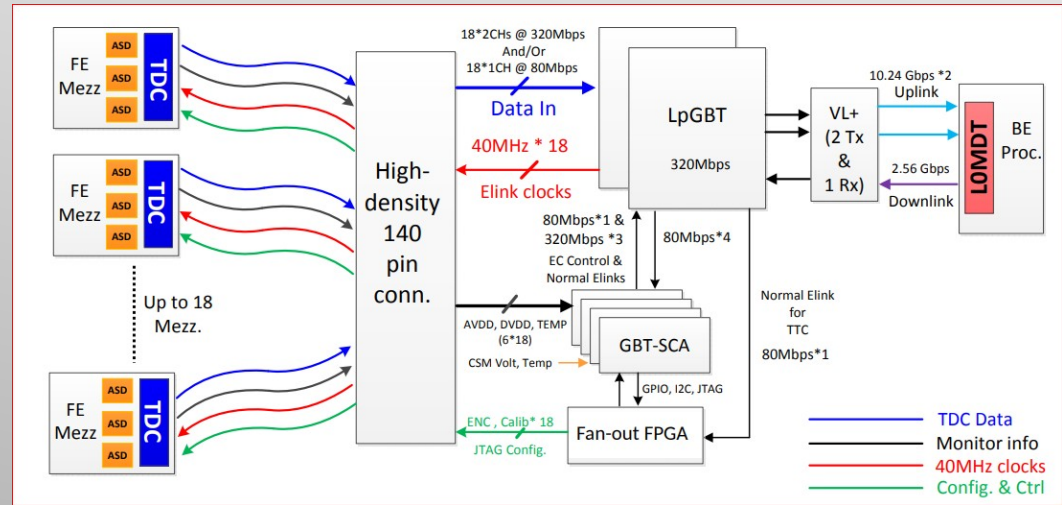 FE
Mezz
ASD
ASD
ASD
TDC
FE
Mezz
ASD
ASD
ASD
TDC
Up to 18
Mezz.
FE
Mezz
ASD
ASD
ASD
TDC
High-
density
140
pin
conn.
18*2CHs @ 320Mbps
And/Or
18*1CH @ 80Mbps
Data In
40MHz * 18
Elink clocks
LpGBT
320Mbps
VL+
(2 Tx
&
1 Rx)
10.24 Gbps *2
Uplink
2.56 Gbps
Downlink
L0MDT
BE
Proc.
80Mbps*1 &
320Mbps *3
EC Control &
Normal Elinks
80Mbps*4
Normal Elink
for
TTC
80Mbps*1
AVDD, DVDD, TEMP
(6*18)
CSM Volt, Temp
GBT-SCA
GPIO, I2C, JTAG
ENC , Calib* 18
JTAG Config.
Fan-out FPGA
TDC Data
Monitor info
40MHz clocks
Config. & Ctrl